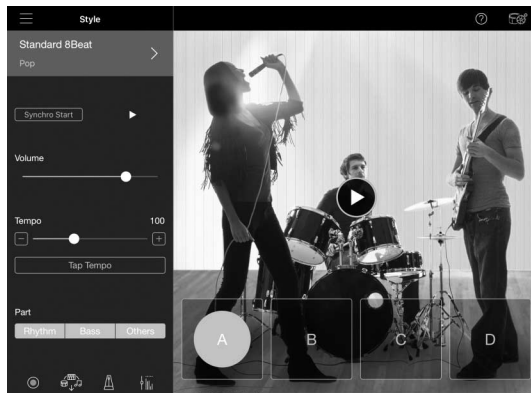 Style
Standard 8Beat
Pop
Synchro Start
Volume
Tempo 100
Tap Tempo
Part
Rhythm Bass Others
A B C D